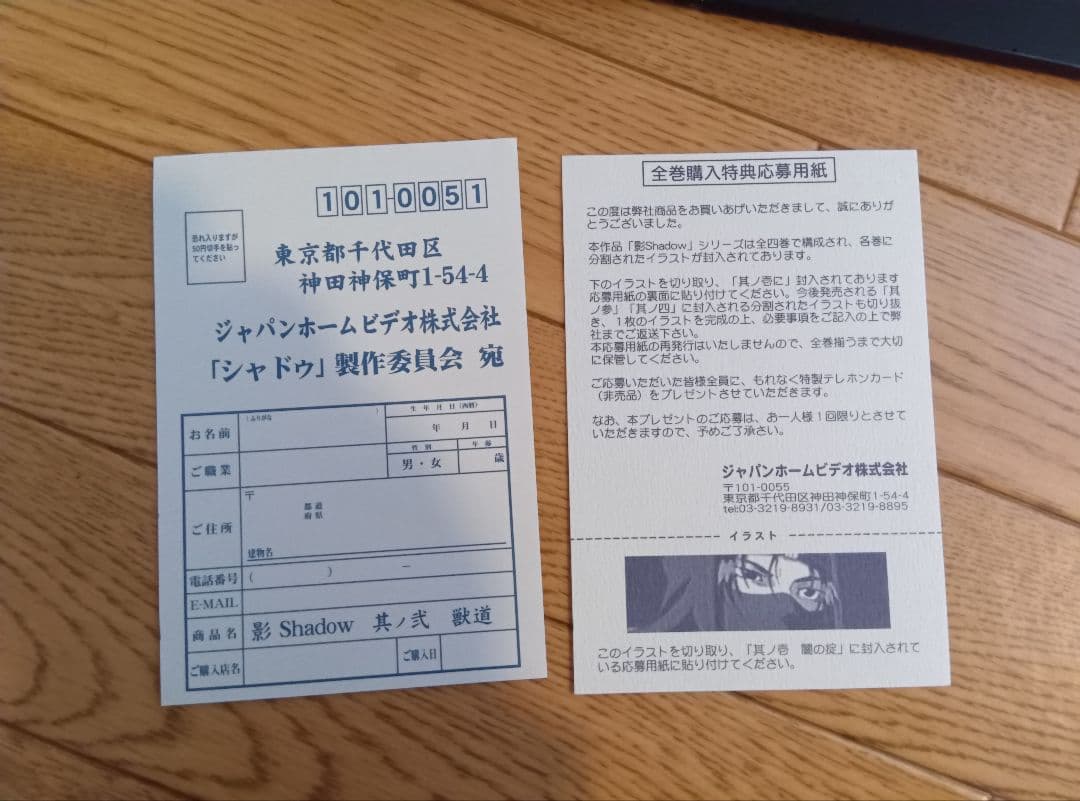 101-0051
恐れ入りますが
50円切手を貼っ
てください
東京都千代田区
神田神保町1-54-4
ジャパンホームビデオ株式会社
「シャドゥ」製作委員会 宛
お名前
(ふりがな )
生年月日(西暦)
年 月 日
ご職業
性別
男・女
年齢
歳
ご住所
〒
都道
府県
建物名
電話番号
( ) −
E-MAIL
商品名
影 Shadow 其ノ弐 獣道
ご購入店名
ご購入日
全巻購入特典応募用紙
この度は弊社商品をお買いあげいただきまして、誠にありが
とうございました。
本作品「影Shadow」シリーズは全四巻で構成され、各巻に
分割されたイラストが封入されております。
下のイラストを切り取り、「其ノ壱に」封入されております
応募用紙の裏面に貼り付けてください。今後発売される「其
ノ参」「其ノ四」に封入される分割されたイラストも切り抜
き、1枚のイラストを完成の上、必要事項をご記入の上で弊
社までご返送下さい。
本応募用紙の再発行はいたしませんので、全巻揃うまで大切
に保管してください。
ご応募いただいた皆様全員に、もれなく特製テレホンカード
(非売品)をプレゼントさせていただきます。
なお、本プレゼントのご応募は、お一人様1回限りとさせて
いただきますので、予めご了承さい。
ジャパンホームビデオ株式会社
〒101-0055
東京都千代田区神田神保町1-54-4
tel:03-3219-8931/03-3219-8895
イラスト
このイラストを切り取り、「其ノ壱 闇の掟」に封入されて
いる応募用紙に貼り付けてください。